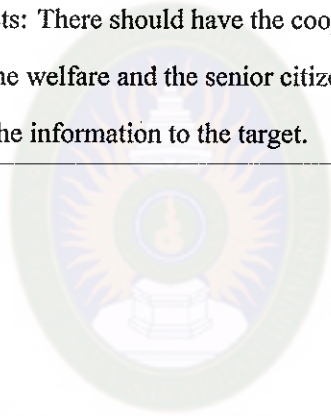 ts: There should have the coo
ne welfare and the senior citize
he information to the target.